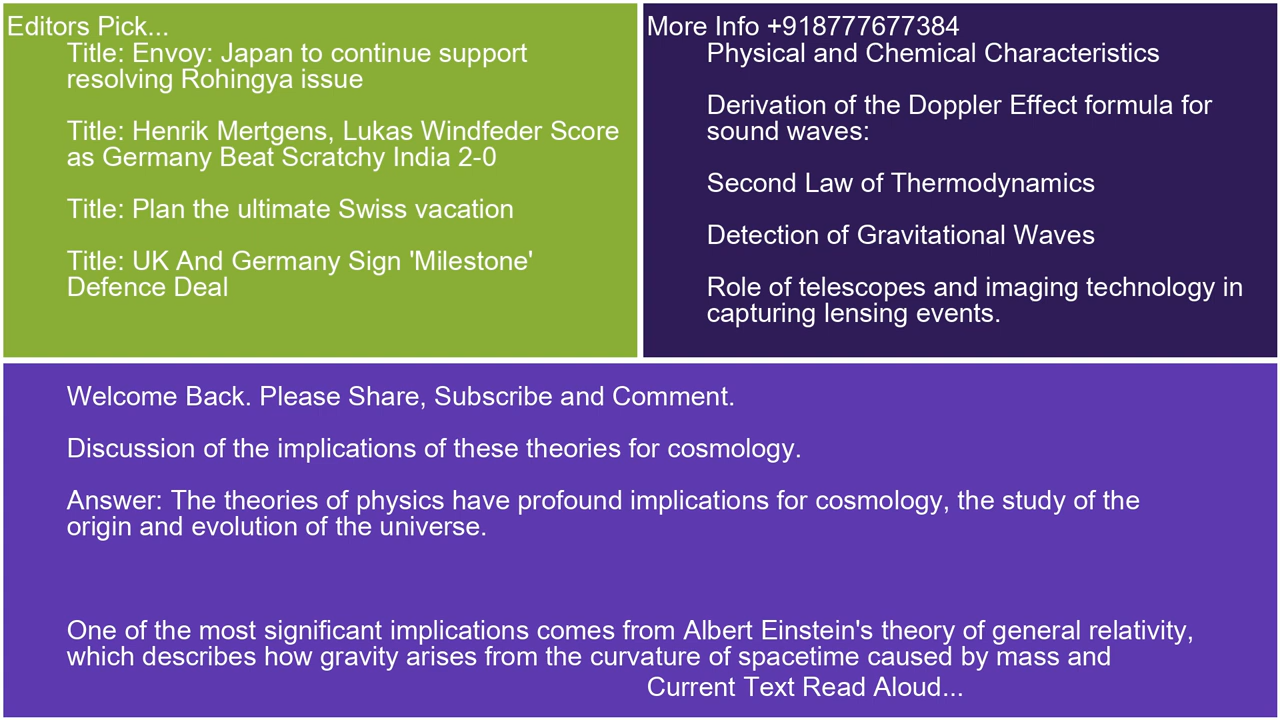 Editors Pick...
Title: Envoy: Japan to continue support
resolving Rohingya issue
Title: Henrik Mertgens, Lukas Windfeder Score
as Germany Beat Scratchy India 2-0
Title: Plan the ultimate Swiss vacation
Title: UK And Germany Sign 'Milestone'
Defence Deal
More Info +918777677384
Physical and Chemical Characteristics
Derivation of the Doppler Effect formula for
sound waves:
Second Law of Thermodynamics
Detection of Gravitational Waves
Role of telescopes and imaging technology in
capturing lensing events.
Welcome Back. Please Share, Subscribe and Comment.
Discussion of the implications of these theories for cosmology.
Answer: The theories of physics have profound implications for cosmology, the study of the
origin and evolution of the universe.
One of the most significant implications comes from Albert Einstein's theory of general relativity,
which describes how gravity arises from the curvature of spacetime caused by mass and
Current Text Read Aloud...